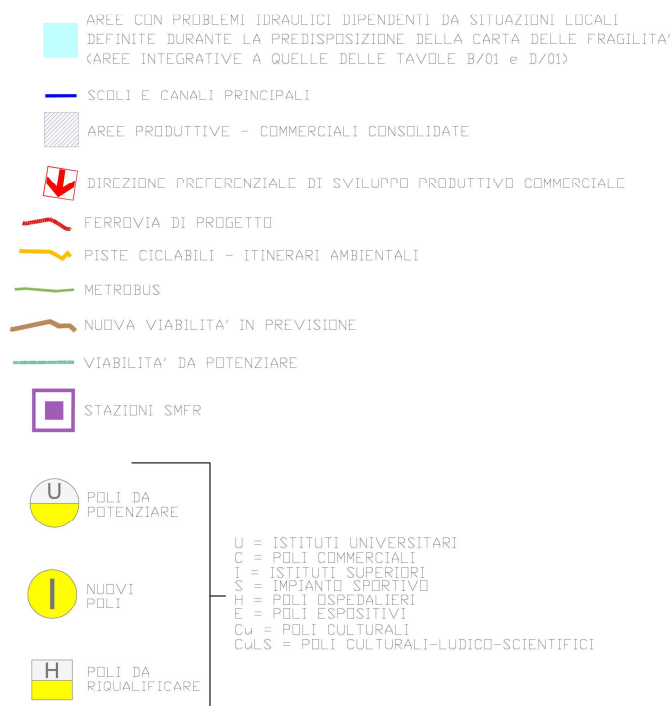 AREE CON PROBLEMI IDRAULICI DIPENDENTI DA SITUAZIONI LOCALI
DEFINITE DURANTE LA PREDISPOSIZIONE DELLA CARTA DELLE FRAGILITA'
(AREE INTEGRATIVE A QUELLE DELLE TAVOLE B/01 e D/01)
SCOLI E CANALI PRINCIPALI
AREE PRODUTTIVE - COMMERCIALI CONSOLIDATE
DIREZIONE PREFERENZIALE DI SVILUPPO PRODUTTIVO COMMERCIALE
FERROVIA DI PROGETTO
PISTE CICLABILI - ITINERARI AMBIENTALI
METROBUS
NUOVA VIABILITA' IN PREVISIONE
VIABILITA' DA POTENZIARE
STAZIONI SMFR
U
POLI DA
POTENZIARE
I
NUOVI
POLI
H
POLI DA
RIQUALIFICARE
U = ISTITUTI UNIVERSITARI
C = POLI COMMERCIALI
I = ISTITUTI SUPERIORI
S = IMPIANTO SPORTIVO
H = POLI OSPEDALIERI
E = POLI ESPOSITIVI
Cu = POLI CULTURALI
CuLS = POLI CULTURALI-LUDICO-SCIENTIFICI